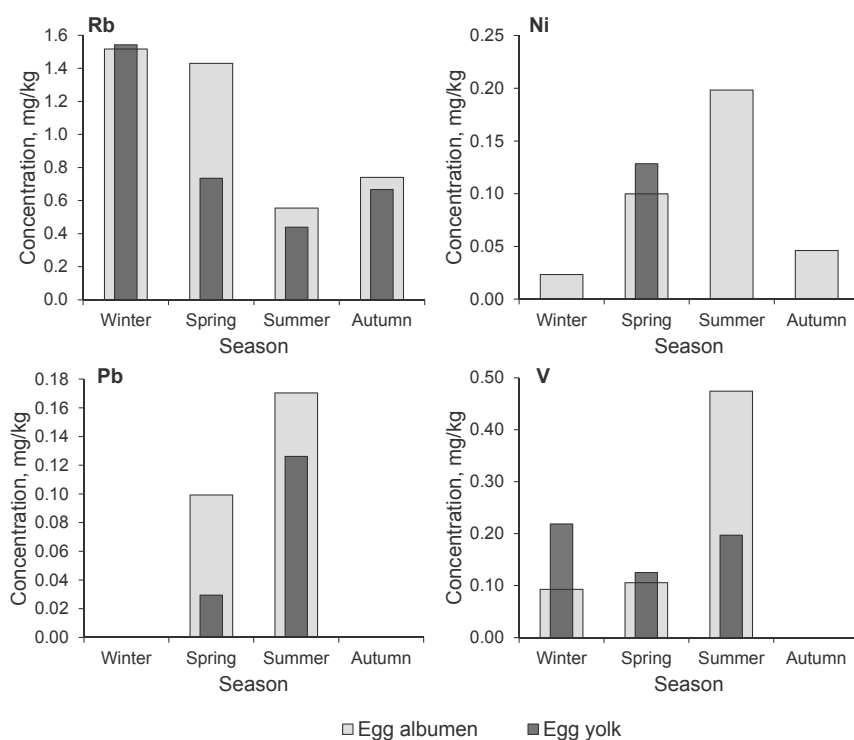 Rb
Concentration, mg/kg
1.6
1.4
1.2
1.0
0.8
0.6
0.4
0.2
0.0
Winter Spring Summer Autumn
Season
Ni
Concentration, mg/kg
0.25
0.20
0.15
0.10
0.05
0.00
Winter Spring Summer Autumn
Season
Pb
Concentration, mg/kg
0.18
0.16
0.14
0.12
0.10
0.08
0.06
0.04
0.02
0.00
Winter Spring Summer Autumn
Season
V
Concentration, mg/kg
0.50
0.40
0.30
0.20
0.10
0.00
Winter Spring Summer Autumn
Season
Egg albumen Egg yolk